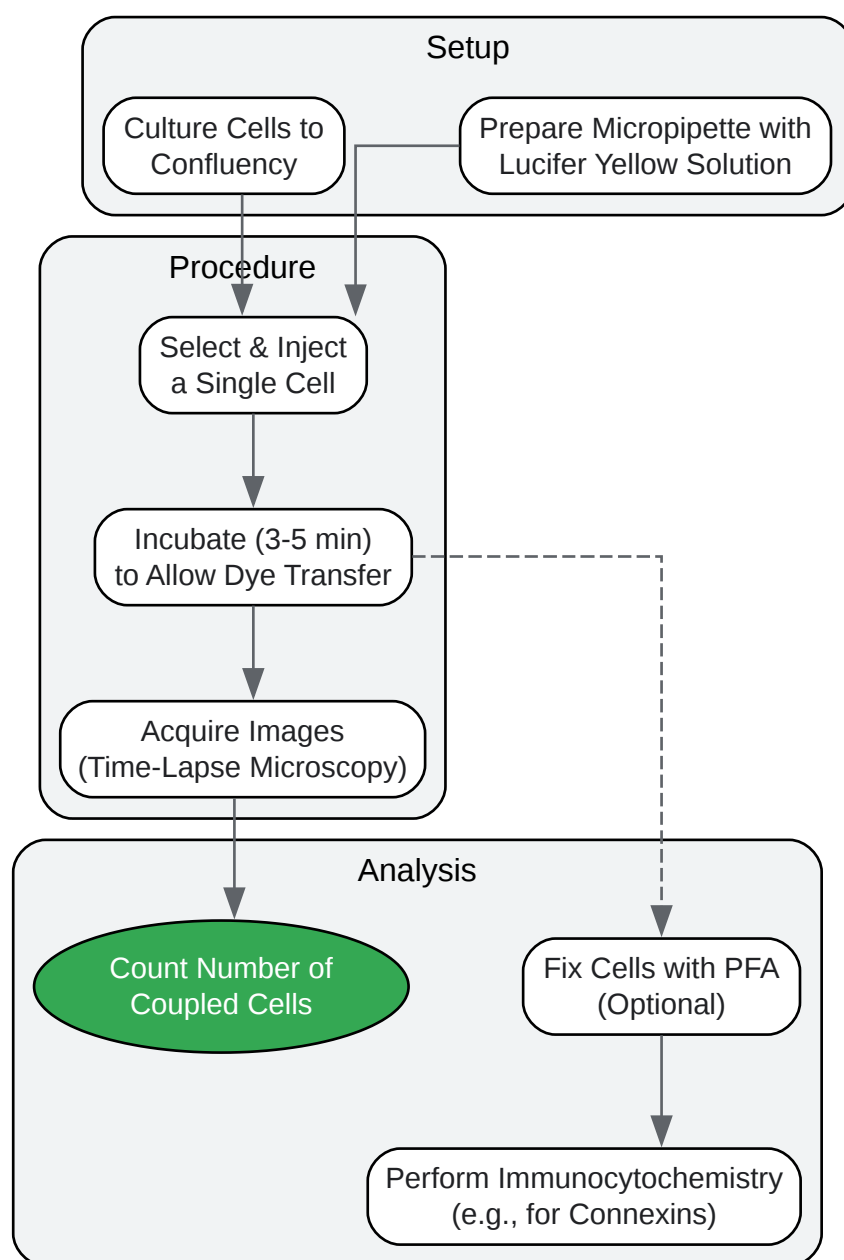 Setup
Culture Cells to
Confluency
Prepare Micropipette with
Lucifer Yellow Solution
Procedure
Select & Inject
a Single Cell
Incubate (3-5 min)
to Allow Dye Transfer
Acquire Images
(Time-Lapse Microscopy)
Analysis
Count Number of
Coupled Cells
Fix Cells with PFA
(Optional)
Perform Immunocytochemistry
(e.g., for Connexins)